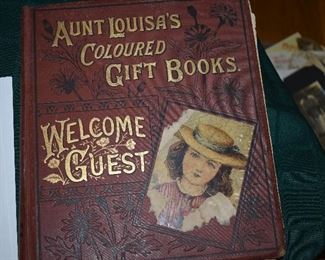 AUNT LOUISA'S
COLOURED
GIFT BOOKS.
WELCOME
GUEST